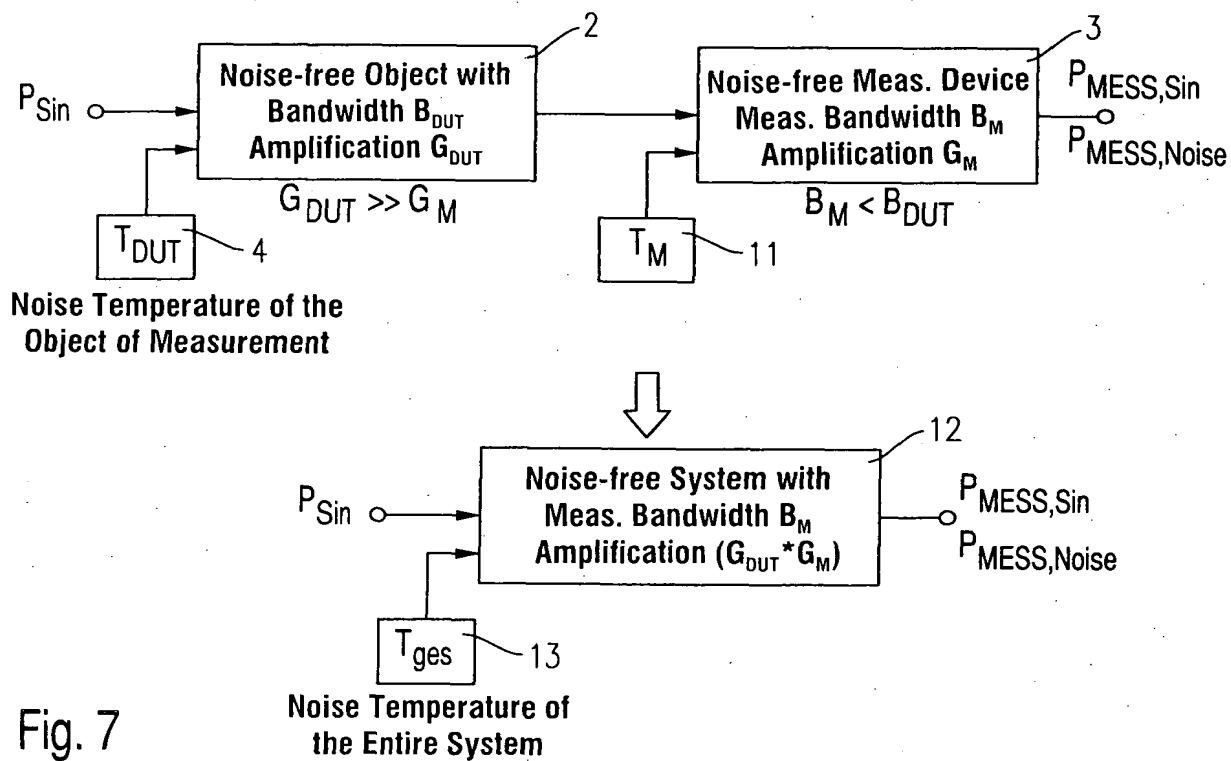 2
Noise-free Object with
Bandwidth B_DUT
Amplification G_DUT
P_Sin
G_DUT >> G_M
T_DUT
4
Noise Temperature of the
Object of Measurement
3
Noise-free Meas. Device
Meas. Bandwidth B_M
Amplification G_M
P_MESS,Sin
P_MESS,Noise
B_M < B_DUT
T_M
11
12
Noise-free System with
Meas. Bandwidth B_M
Amplification (G_DUT*G_M)
P_Sin
P_MESS,Sin
P_MESS,Noise
T_ges
13
Noise Temperature of
the Entire System
Fig. 7